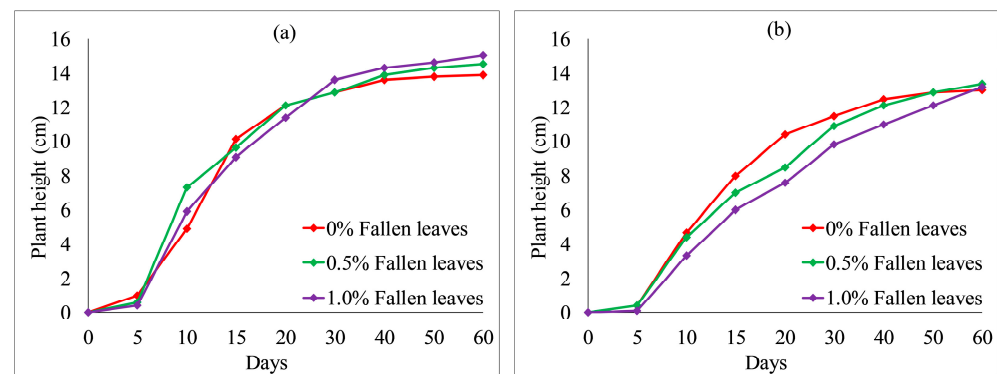 (a)
Plant height (cm)
16
14
12
10
8
6
4
2
0
0% Fallen leaves
0.5% Fallen leaves
1.0% Fallen leaves
0 5 10 15 20 30 40 50 60
Days
(b)
Plant height (cm)
16
14
12
10
8
6
4
2
0
0% Fallen leaves
0.5% Fallen leaves
1.0% Fallen leaves
0 5 10 15 20 30 40 50 60
Days